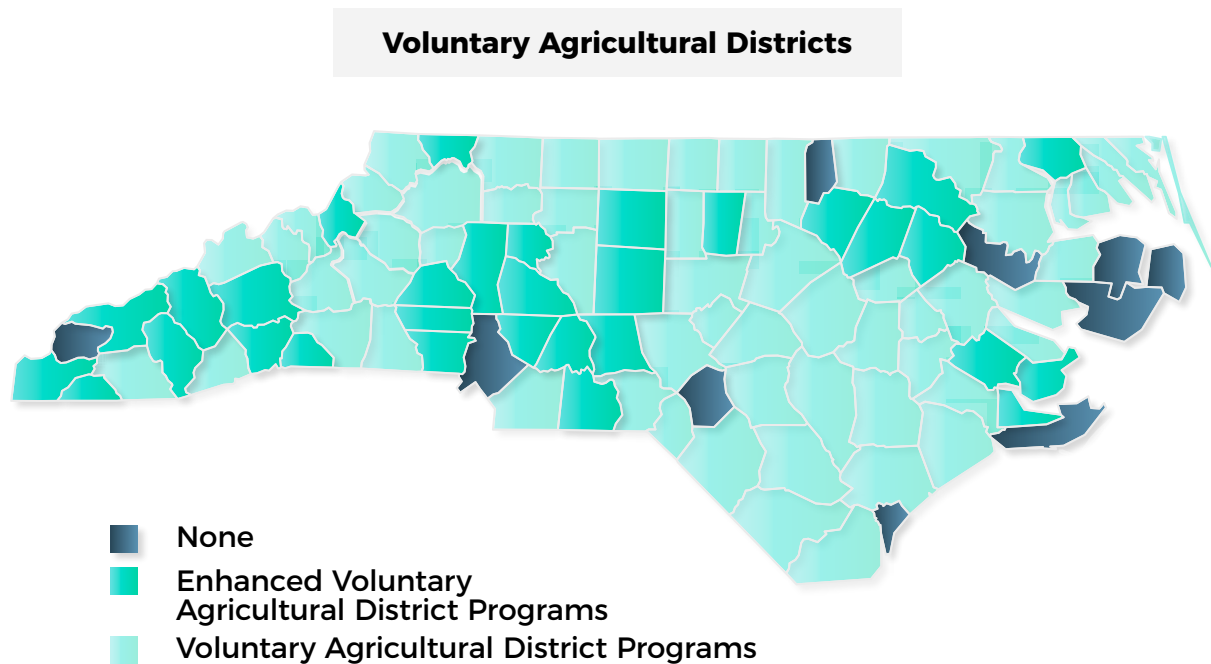 Voluntary Agricultural Districts
None
Enhanced Voluntary
Agricultural District Programs
Voluntary Agricultural District Programs